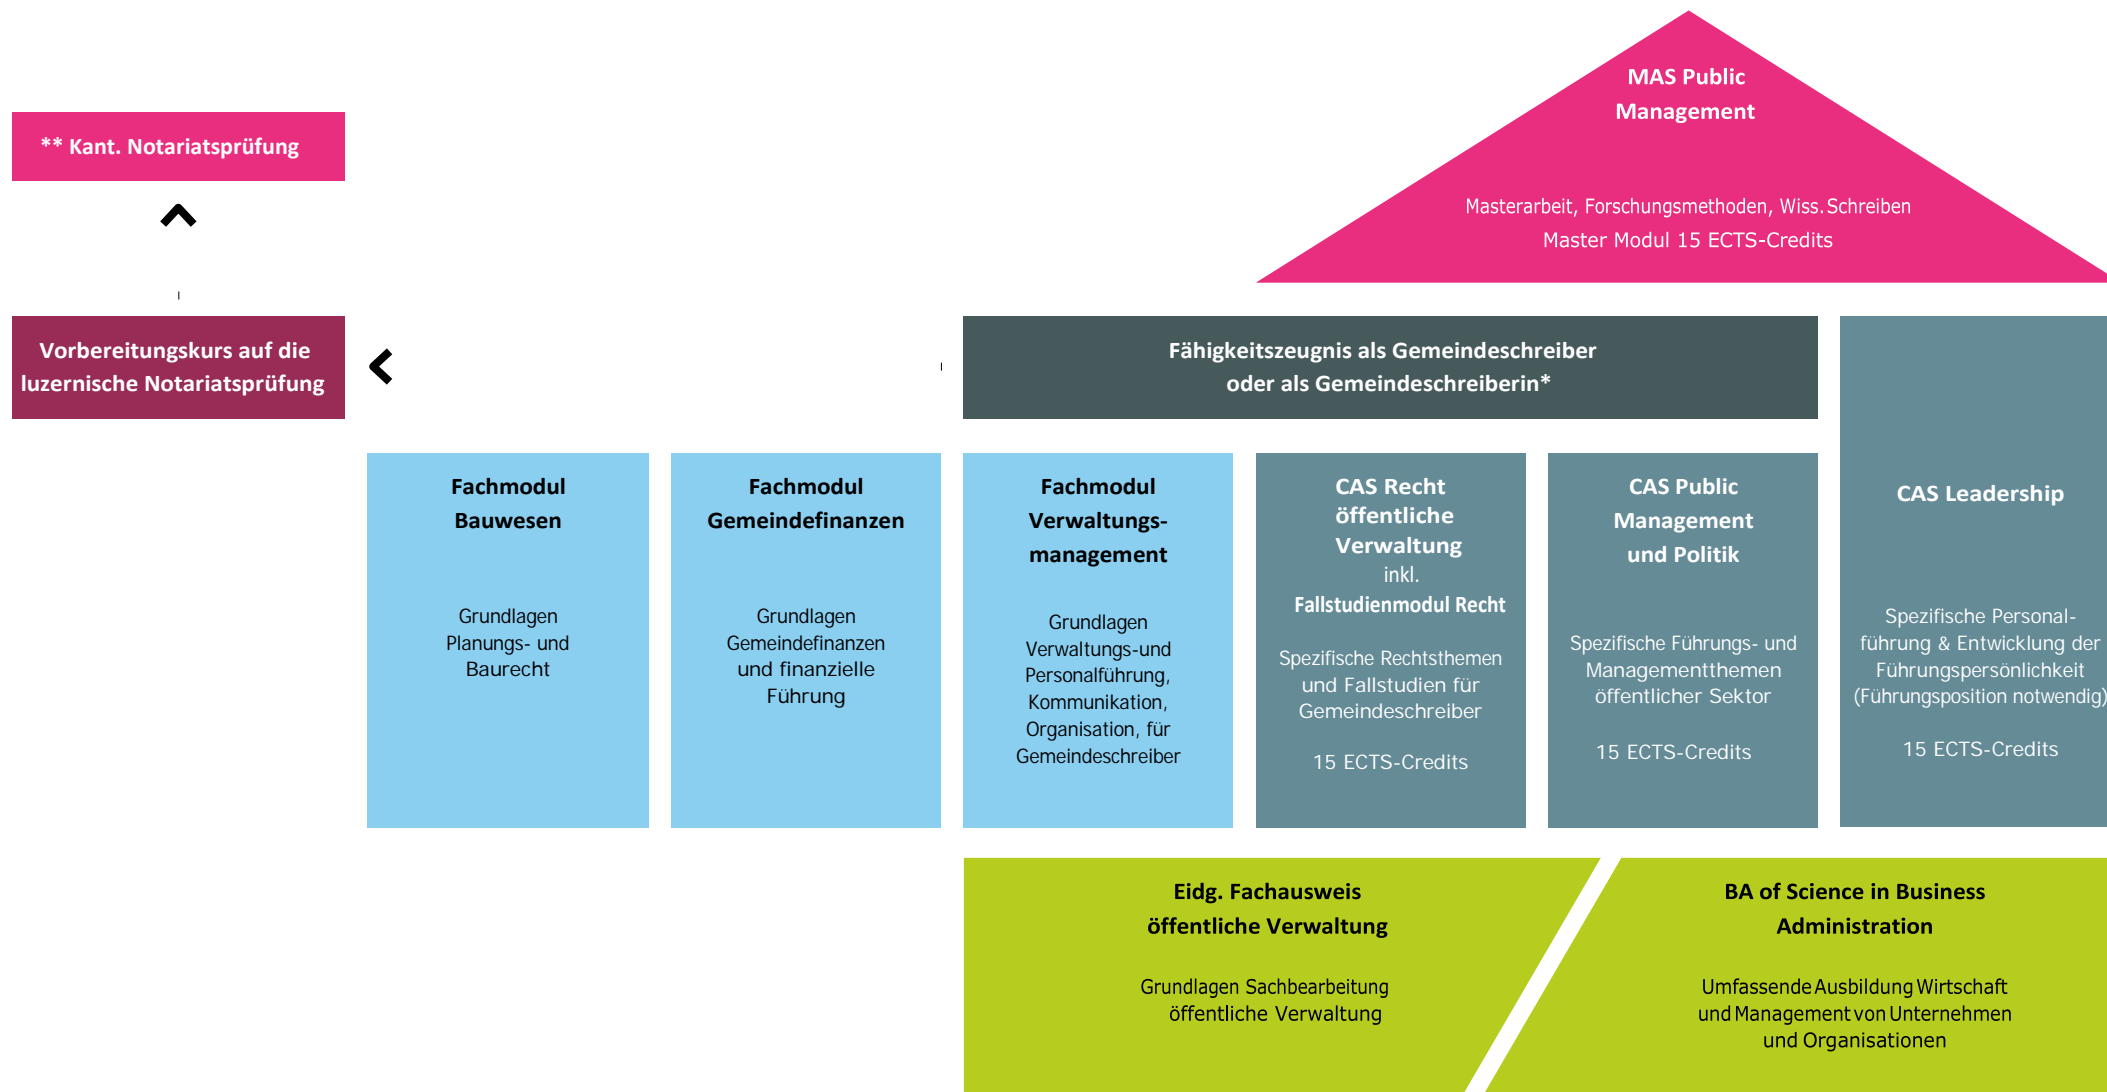 MAS Public
Management
Masterarbeit, Forschungsmethoden, Wiss. Schreiben
Master Modul 15 ECTS-Credits
** Kant. Notariatsprüfung
Vorbereitungskurs auf die
luzernische Notariatsprüfung
Fähigkeitszeugnis als Gemeindeschreiber
oder als Gemeindeschreiberin*
Fachmodul
Bauwesen
Grundlagen
Planungs- und
Baurecht
Fachmodul
Gemeindefinanzen
Grundlagen
Gemeindefinanzen
und finanzielle
Führung
Fachmodul
Verwaltungs-
management
Grundlagen
Verwaltungs-und
Personalführung,
Kommunikation,
Organisation, für
Gemeindeschreiber
CAS Recht
öffentliche
Verwaltung
inkl.
Fallstudienmodul Recht
Spezifische Rechtsthemen
und Fallstudien für
Gemeindeschreiber
15 ECTS-Credits
CAS Public
Management
und Politik
Spezifische Führungs- und
Managementthemen
öffentlicher Sektor
15 ECTS-Credits
CAS Leadership
Spezifische Personal-
führung & Entwicklung der
Führungspersönlichkeit
(Führungsposition notwendig)
15 ECTS-Credits
Eidg. Fachausweis
öffentliche Verwaltung
Grundlagen Sachbearbeitung
öffentliche Verwaltung
BA of Science in Business
Administration
Umfassende Ausbildung Wirtschaft
und Management von Unternehmen
und Organisationen